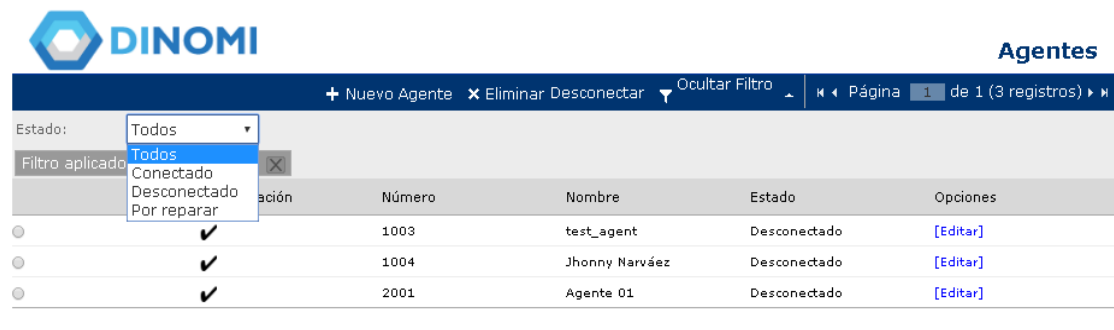 DINOMI
Agentes
Nuevo Agente Eliminar Desconectar Ocultar Filtro Página 1 de 1 (3 registros)
Estado: Todos
Filtro aplicado
Todos
Conectado
Desconectado
Por reparar
ación Número Nombre Estado Opciones
1003 test_agent Desconectado [Editar]
1004 Jhonny Narváez Desconectado [Editar]
2001 Agente 01 Desconectado [Editar]